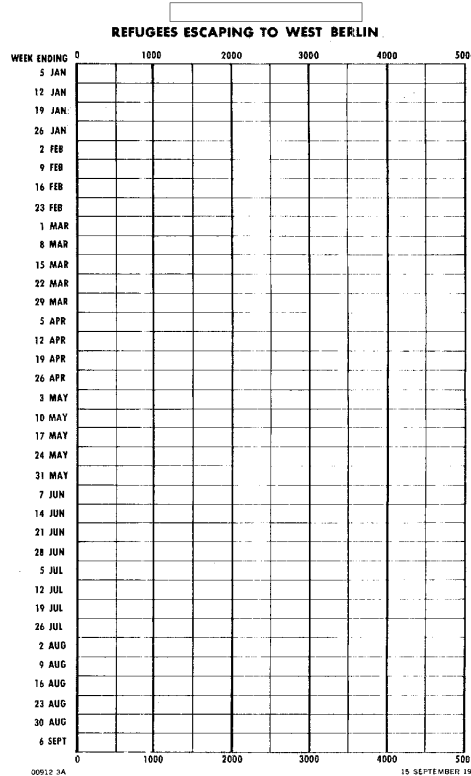 REFUGEES ESCAPING TO WEST BERLIN
WEEK ENDING 0 1000 2000 3000 4000 500
5 JAN
12 JAN
19 JAN
26 JAN
2 FEB
9 FEB
16 FEB
23 FEB
1 MAR
8 MAR
15 MAR
22 MAR
29 MAR
5 APR
12 APR
19 APR
26 APR
3 MAY
10 MAY
17 MAY
24 MAY
31 MAY
7 JUN
14 JUN
21 JUN
28 JUN
5 JUL
12 JUL
19 JUL
26 JUL
2 AUG
9 AUG
16 AUG
23 AUG
30 AUG
6 SEPT
0 1000 2000 3000 4000 500
00912 3A 15 SEPTEMBER 19